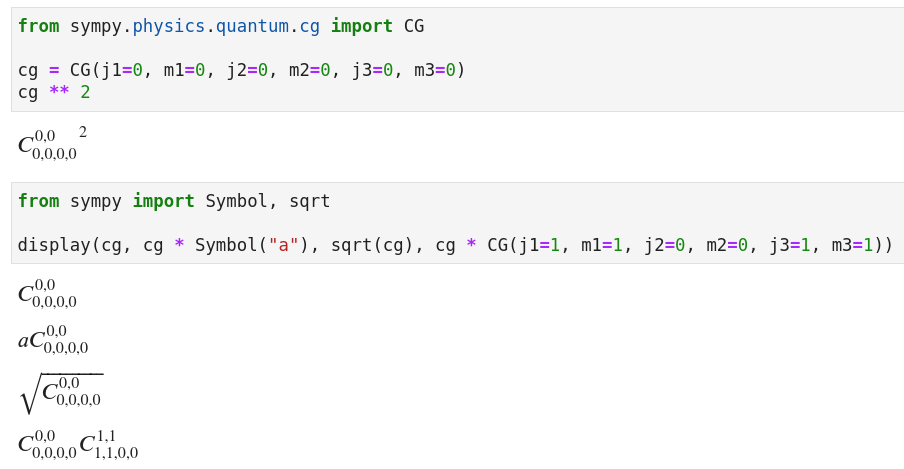 from sympy.physics.quantum.cg import CG
cg = CG(j1=0, m1=0, j2=0, m2=0, j3=0, m3=0)
cg ** 2
C^{0,0}_{0,0,0,0}^{2}
from sympy import Symbol, sqrt
display(cg, cg * Symbol("a"), sqrt(cg), cg * CG(j1=1, m1=1, j2=0, m2=0, j3=1, m3=1))
C^{0,0}_{0,0,0,0}
aC^{0,0}_{0,0,0,0}
√C^{0,0}_{0,0,0,0}
C^{0,0}_{0,0,0,0} C^{1,1}_{1,1,0,0}